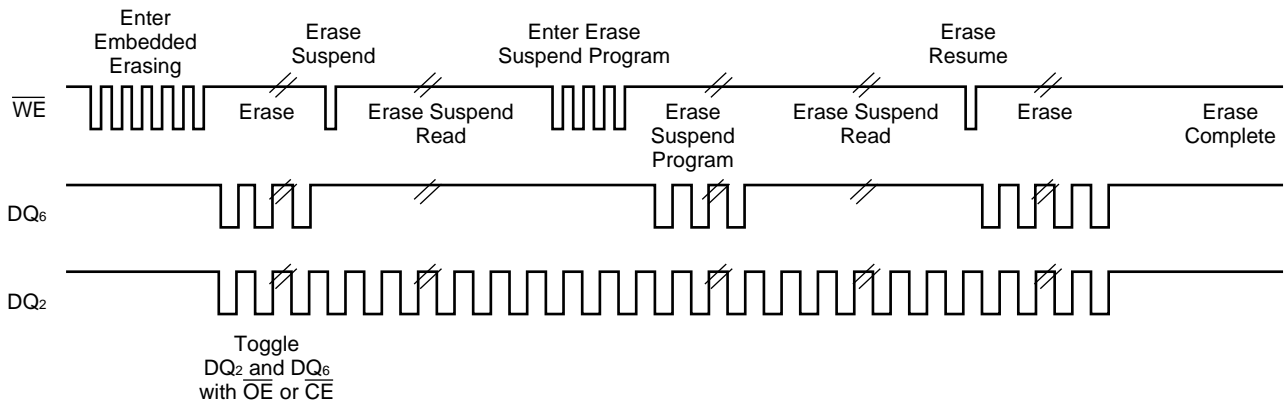 Enter
Embedded
Erasing
Erase
Suspend
Enter Erase
Suspend Program
Erase
Resume
WE
Erase
Erase Suspend
Read
Erase
Suspend
Program
Erase Suspend
Read
Erase
Erase
Complete
DQ6
DQ2
Toggle
DQ2 and DQ6
with OE or CE